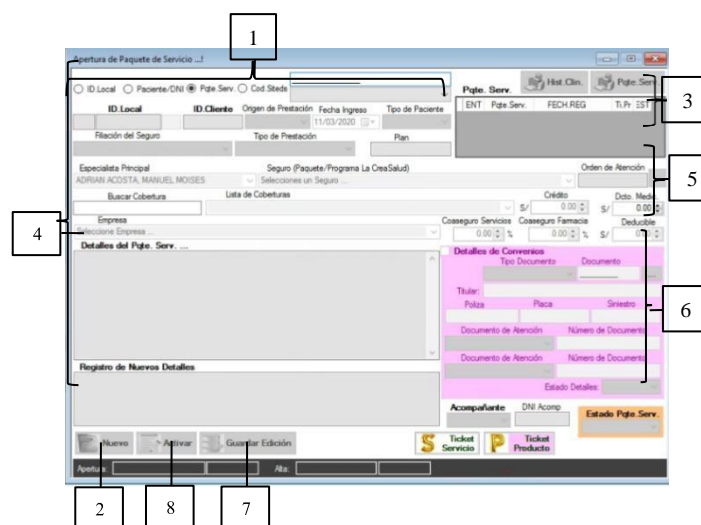 1
Apertura de Paquete de Servicio ...!
ID.Local Paciente/DNI Pqte.Serv. Cod.Steds
Pqte. Serv. Hist.Clin. Pqte.Serv.
3
ID.Local ID.Cliente Origen de Prestación Fecha Ingreso Tipo de Paciente
ENT Pqte.Serv. FECH.REG Ti.Pr EST
11/03/2020
Filiación del Seguro Tipo de Prestación Plan
Especialista Principal Seguro (Paquete/Programa La CreaSalud) Orden de Atención
ADRIAN ACOSTA, MANUEL MOISES Selecciones un Seguro ...
5
Buscar Cobertura Lista de Coberturas Crédito Dcto. Medic.
S/ 0.00 S/ 0.00
Empresa Coaseguro Servicios Coaseguro Farmacia Deducible
4
Seleccione Empresa ... 0.00 % 0.00 % S/ 0.00
Detalles del Pqte. Serv. ... Detalles de Convenios
Tipo Documento Documento
Titular:
Poliza Placa Siniestro
6
Documento de Atención Número de Documento
Documento de Atención Número de Documento
Registro de Nuevos Detalles
Estado Detalles:
Acompañante DNI Acomp Estado Pqte.Serv.
Nuevo Activar Guardar Edición S Ticket Servicio P Ticket Producto
Apertura: Alta:
2 8 7